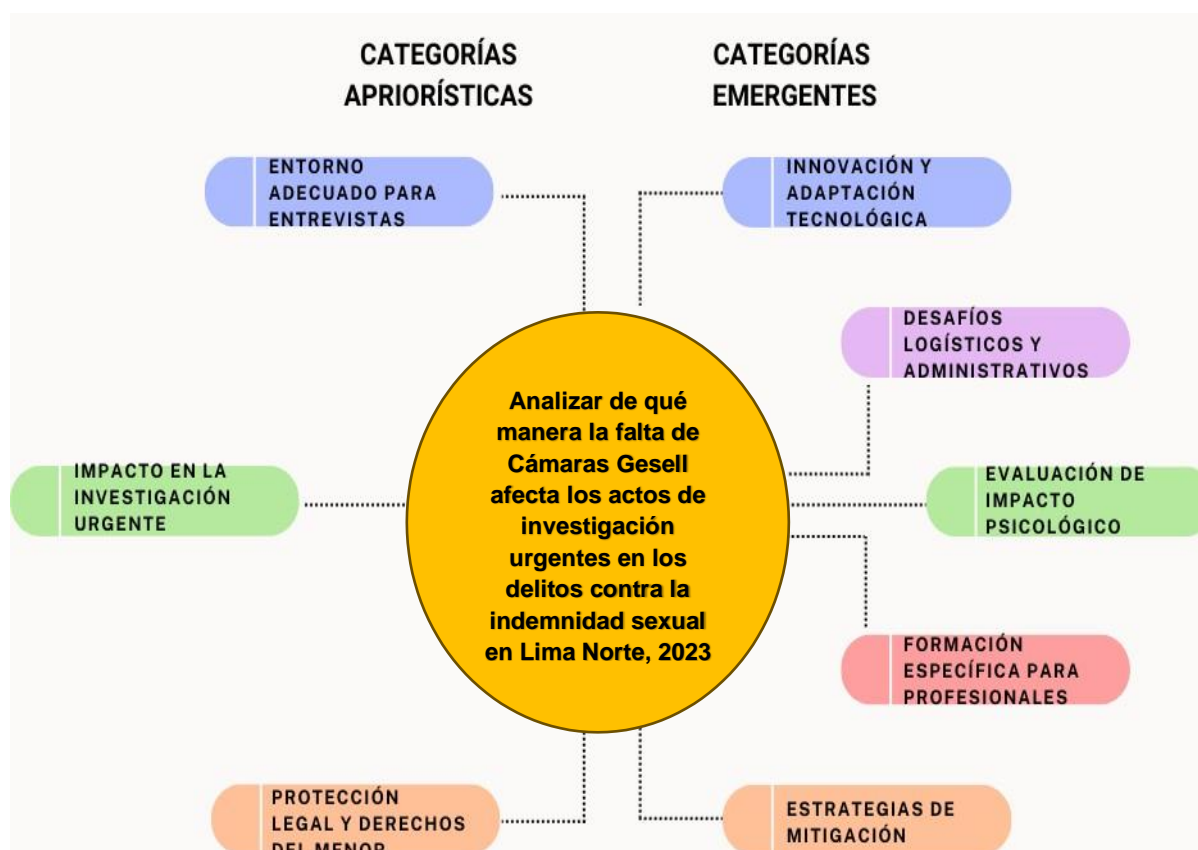 CATEGORÍAS
APRIORÍSTICAS
CATEGORÍAS
EMERGENTES
ENTORNO
ADECUADO PARA
ENTREVISTAS
INNOVACIÓN Y
ADAPTACIÓN
TECNOLÓGICA
DESAFÍOS
LOGÍSTICOS Y
ADMINISTRATIVOS
Analizar de qué
manera la falta de
Cámaras Gesell
afecta los actos de
investigación
urgentes en los
delitos contra la
indemnidad sexual
en Lima Norte, 2023
IMPACTO EN LA
INVESTIGACIÓN
URGENTE
EVALUACIÓN DE
IMPACTO
PSICOLÓGICO
FORMACIÓN
ESPECÍFICA PARA
PROFESIONALES
PROTECCIÓN
LEGAL Y DERECHOS
DEL MENOR
ESTRATEGIAS DE
MITIGACIÓN